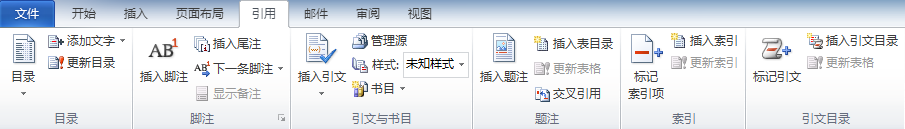 文件 开始 插入 页面布局 引用 邮件 审阅 视图
目录 添加文字 更新目录
AB1 插入脚注 插入尾注 AB1 下一条脚注 显示备注
插入引文 管理源 样式: 未知样式 书目
插入题注 插入表目录 更新表格 交叉引用
标记 索引项 插入索引 更新索引
标记引文 插入引文目录 更新表格
目录 脚注 引文与书目 题注 索引 引文目录